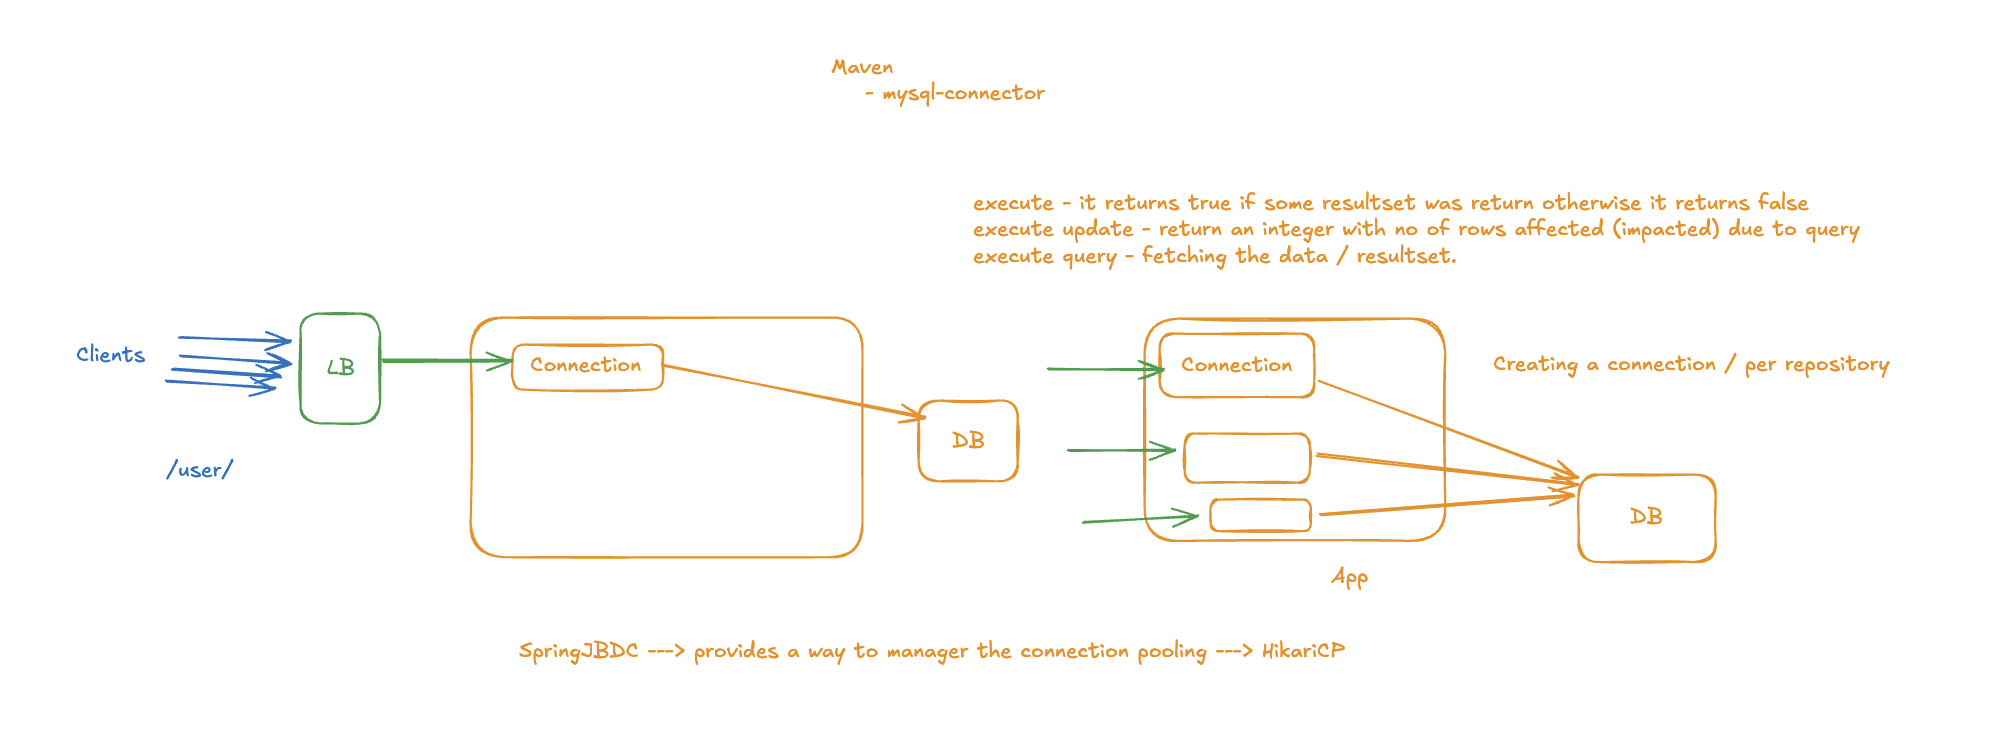 Maven
- mysql-connector
execute - it returns true if some resultset was return otherwise it returns false
execute update - return an integer with no of rows affected (impacted) due to query
execute query - fetching the data / resultset.
Clients
LB
Connection
DB
/user/
Connection
Creating a connection / per repository
DB
App
SpringJBDC ---> provides a way to manager the connection pooling ---> HikariCP